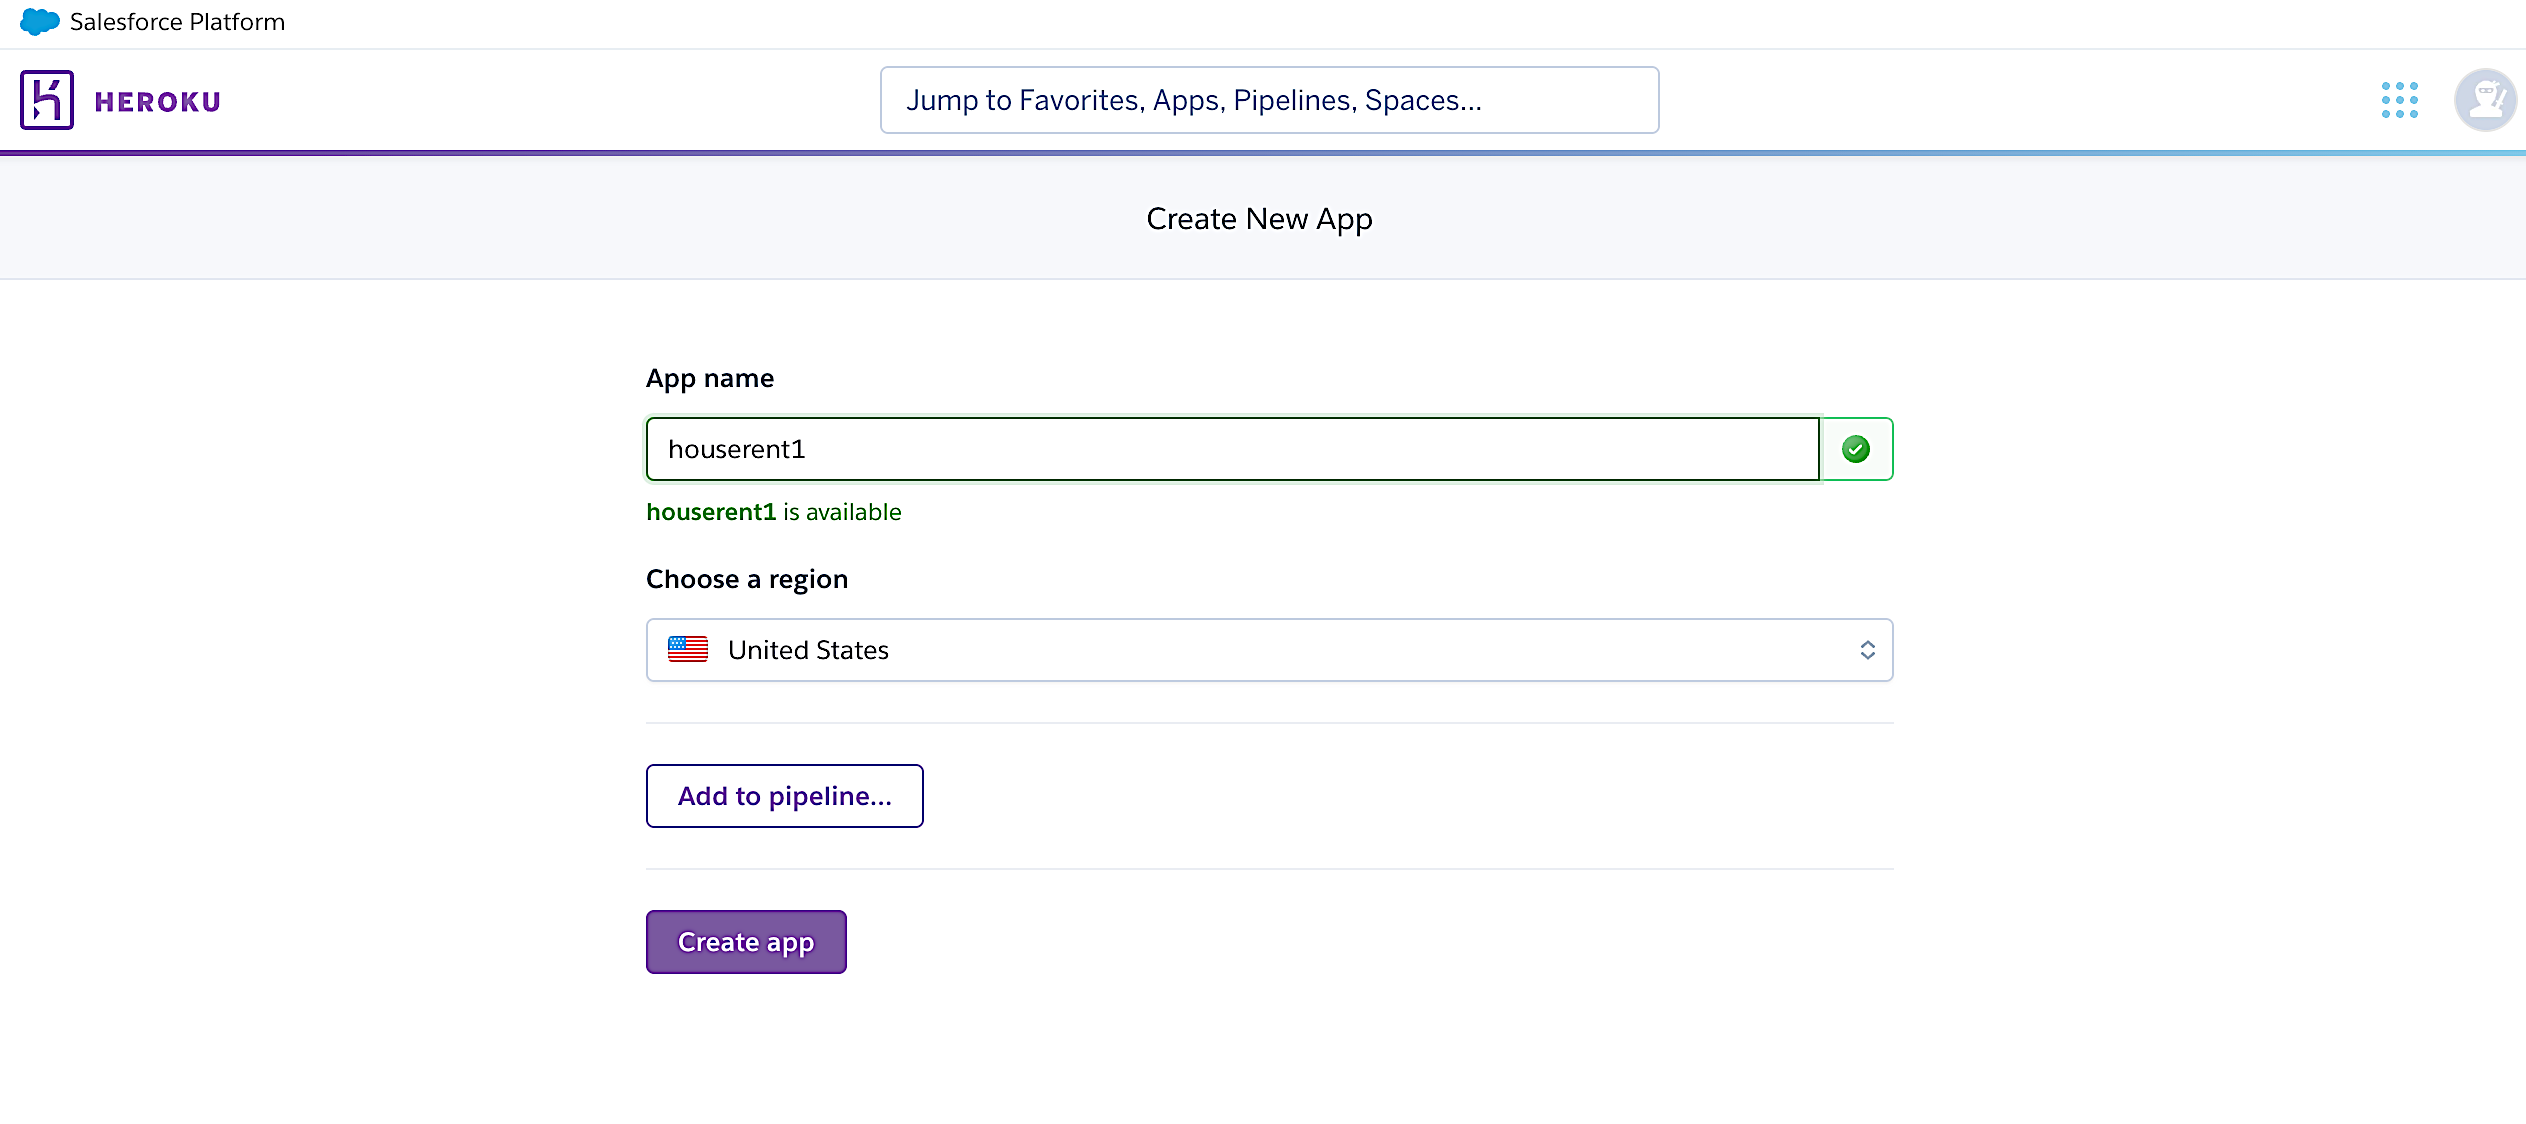 Salesforce Platform
HEROKU
Jump to Favorites, Apps, Pipelines, Spaces...
Create New App
App name
houserent1
houserent1 is available
Choose a region
United States
Add to pipeline...
Create app